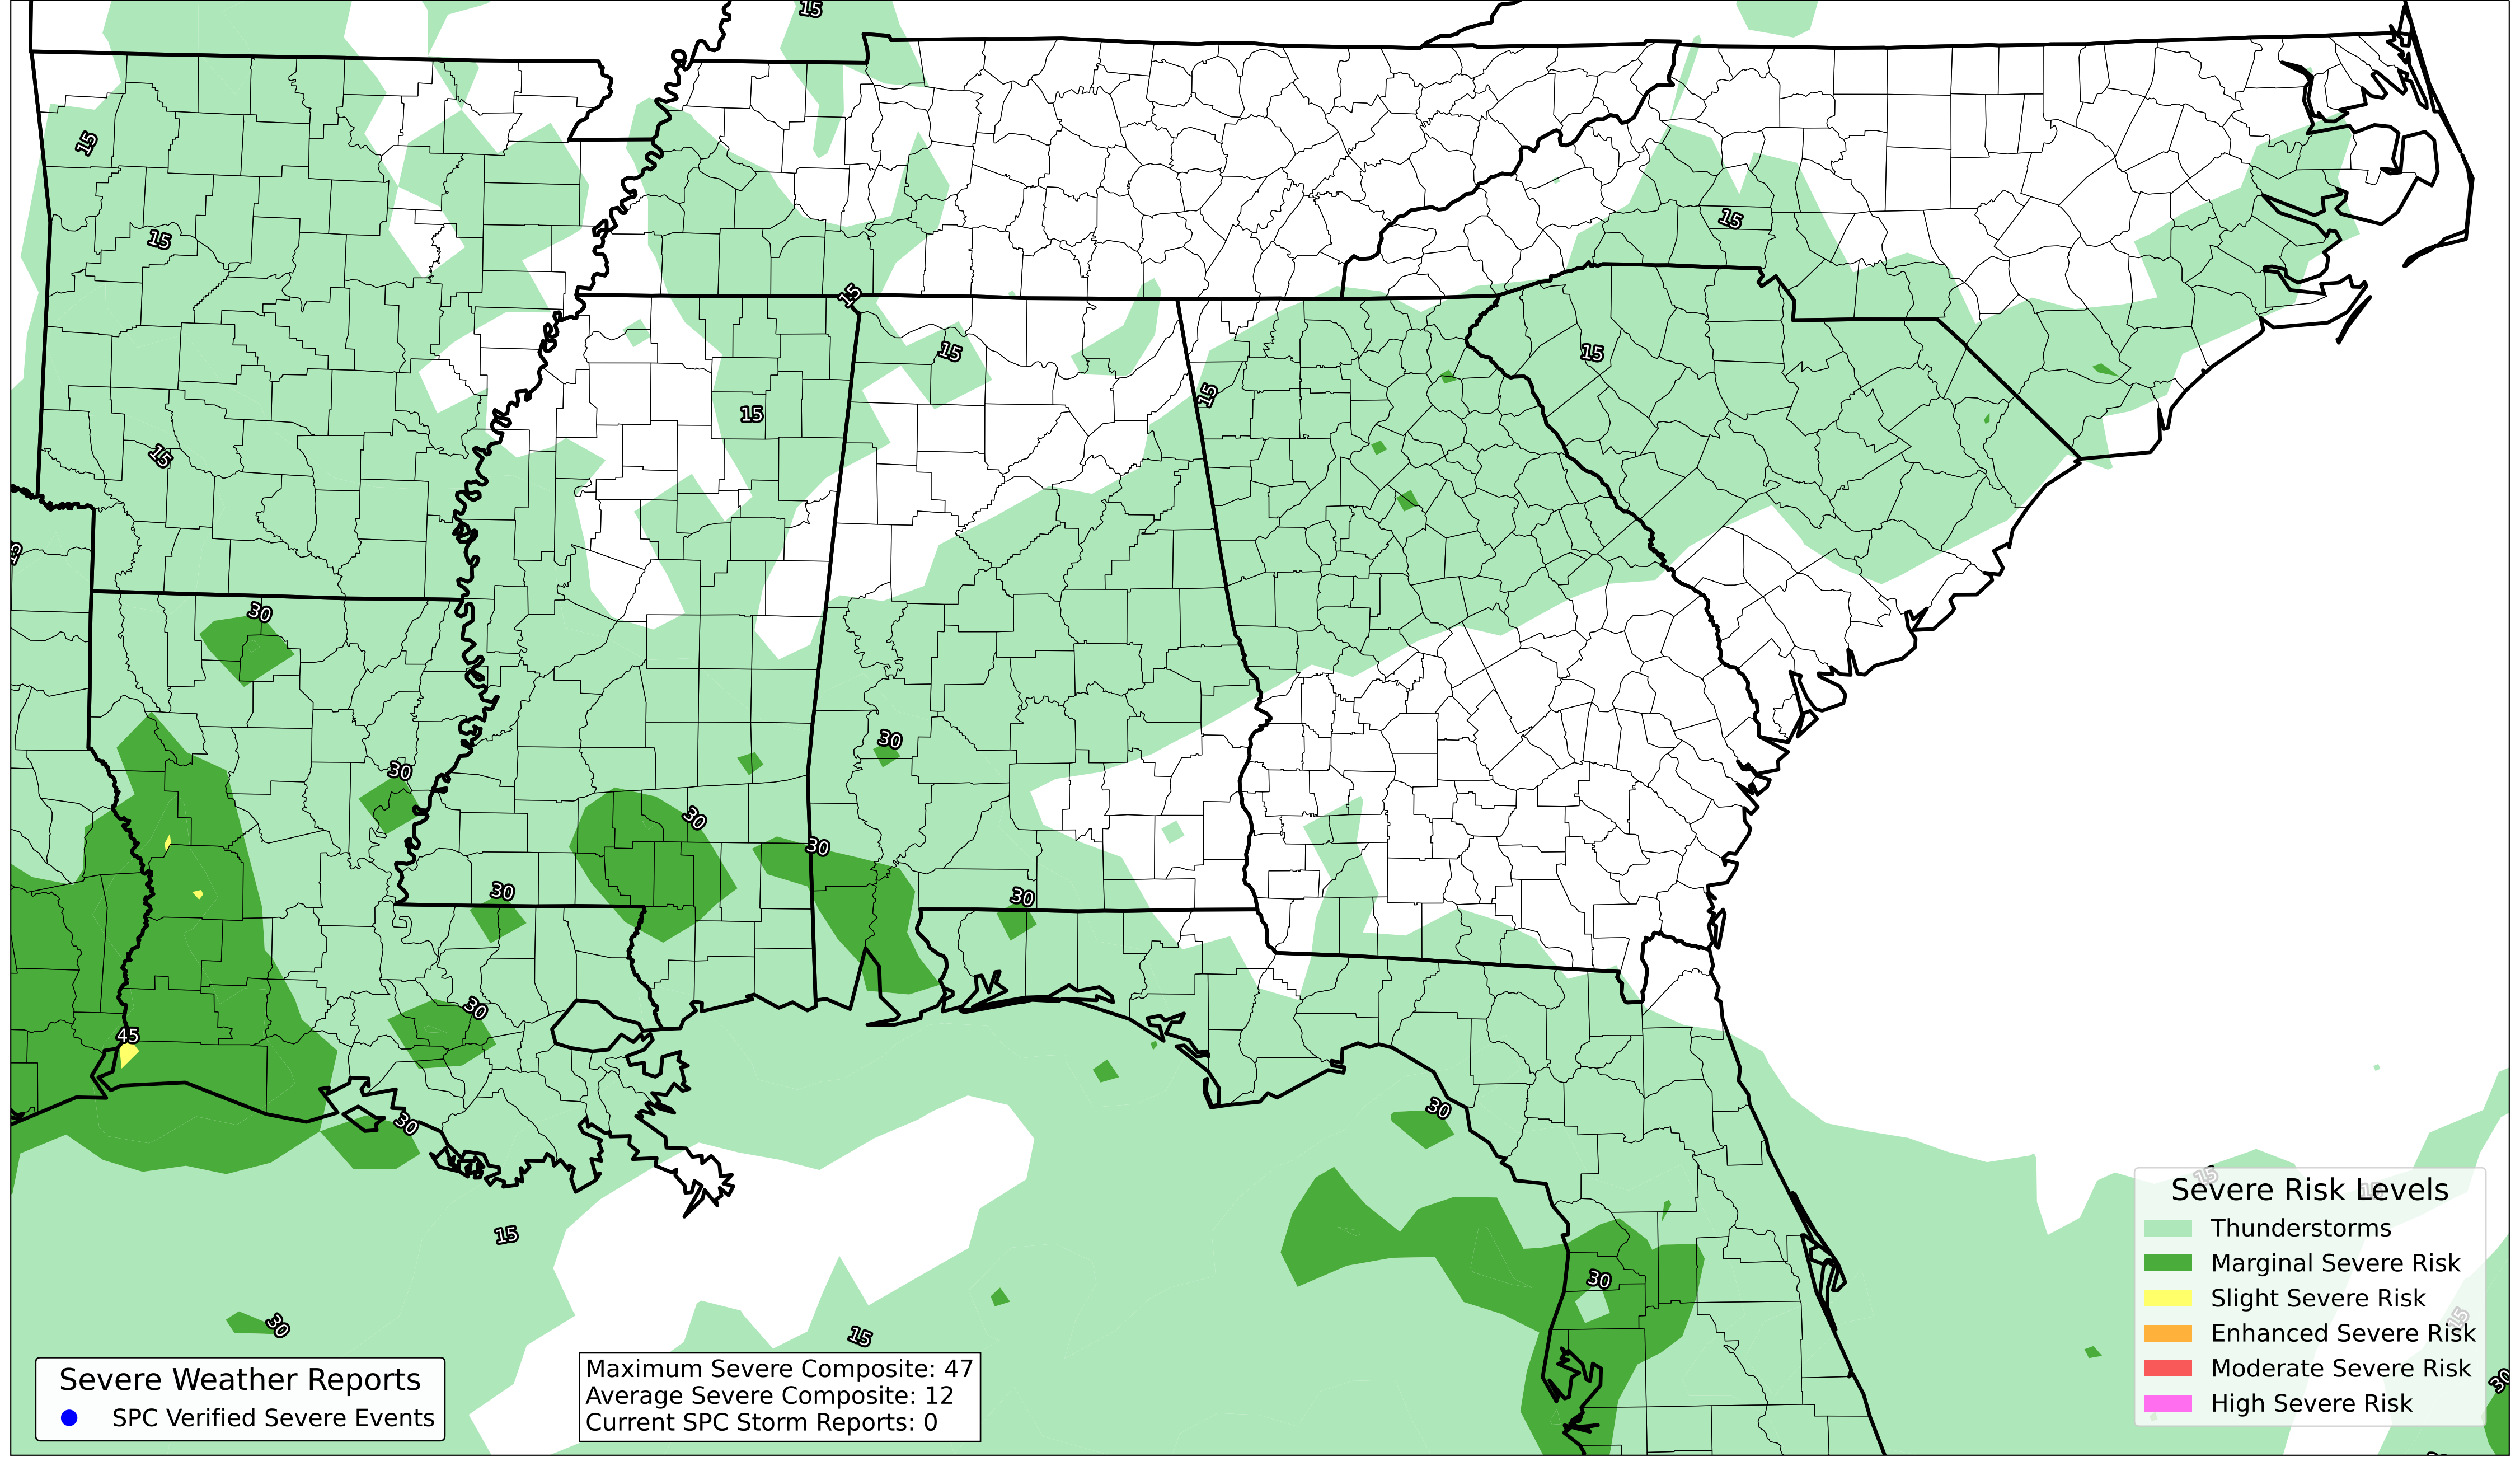 15
15
15
15
15
15
15
15
15
15
30
30
30
30
30
30
30
30
45
30
30
30
15
30
15
30
15
15
30
Severe Weather Reports
SPC Verified Severe Events
Maximum Severe Composite: 47
Average Severe Composite: 12
Current SPC Storm Reports: 0
Severe Risk Levels
Thunderstorms
Marginal Severe Risk
Slight Severe Risk
Enhanced Severe Risk
Moderate Severe Risk
High Severe Risk